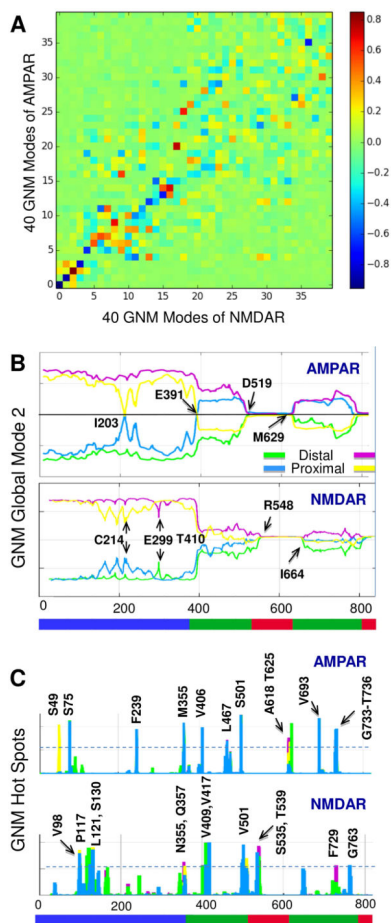 A
0.8
0.6
0.4
0.2
0.0
−0.2
−0.4
−0.6
−0.8
40 GNM Modes of AMPAR
35
30
25
20
15
10
5
0
0 5 10 15 20 25 30 35
40 GNM Modes of NMDAR
B
GNM Global Mode 2
AMPAR
E391
D519
I203
M629
Distal
Proximal
NMDAR
R548
C214
E299 T410
I664
0 200 400 600 800
C
GNM Hot Spots
AMPAR
S49
S75
F239
M355
V406
L467
S501
A618 T625
V693
G733-T736
NMDAR
V98
P117
L121, S130
N355, Q357
V409,V417
V501
S535, T539
F729
G763
0 200 400 600 800